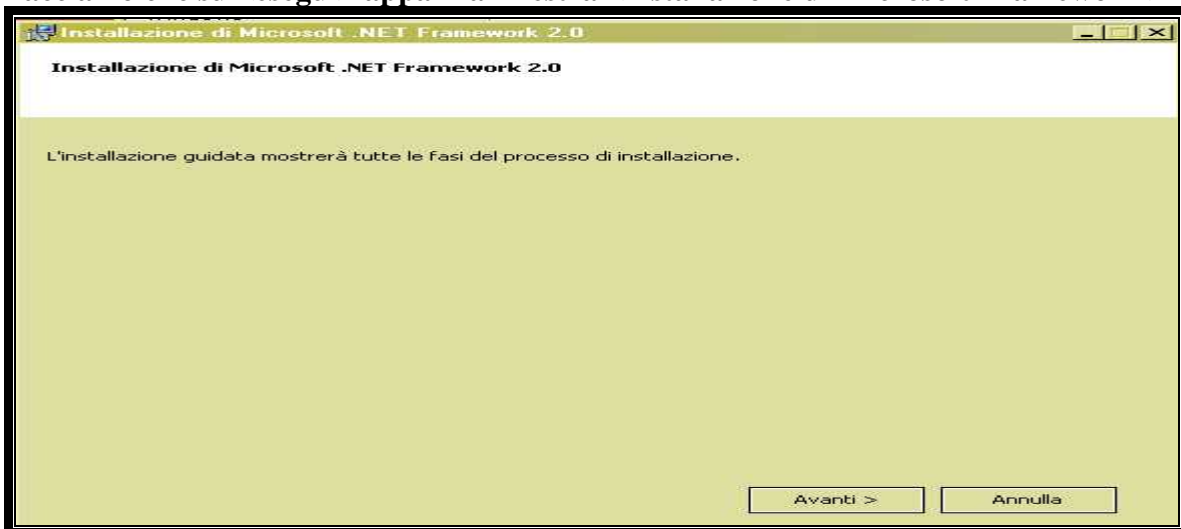 Installazione di Microsoft .NET Framework 2.0
Installazione di Microsoft .NET Framework 2.0
L'installazione guidata mostrerà tutte le fasi del processo di installazione.
Avanti >
Annulla